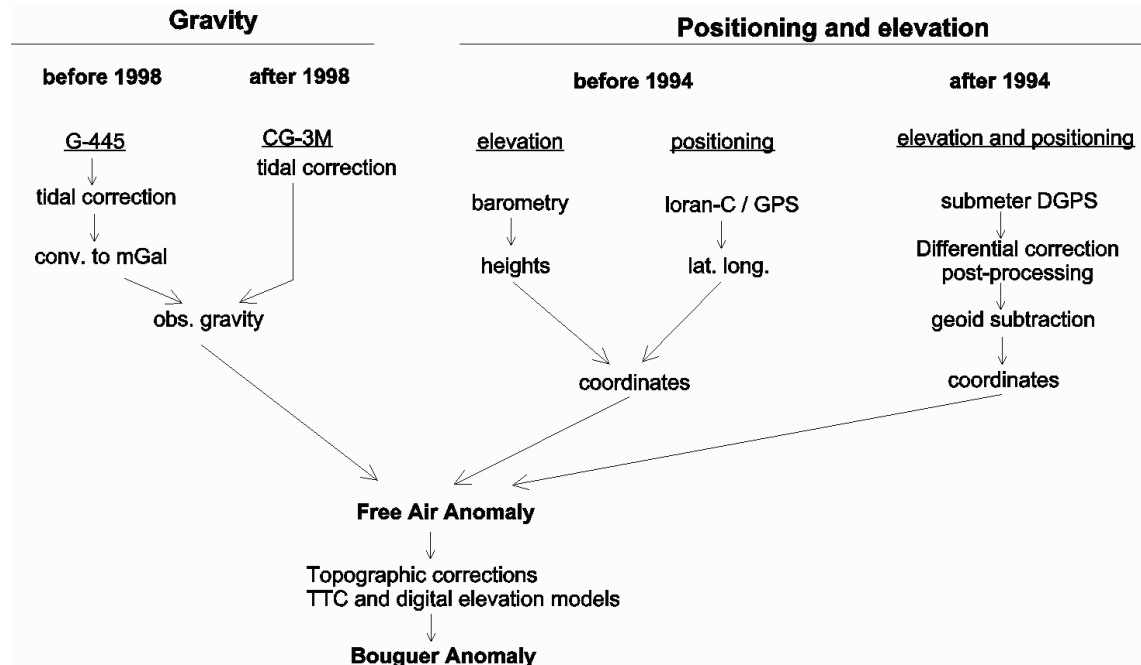 Gravity
Positioning and elevation
before 1998
after 1998
before 1994
after 1994
G-445
CG-3M
elevation
positioning
elevation and positioning
tidal correction
tidal correction
barometry
loran-C / GPS
submeter DGPS
conv. to mGal
heights
lat. long.
Differential correction
post-processing
obs. gravity
geoid subtraction
coordinates
coordinates
Free Air Anomaly
Topographic corrections
TTC and digital elevation models
Bouguer Anomaly